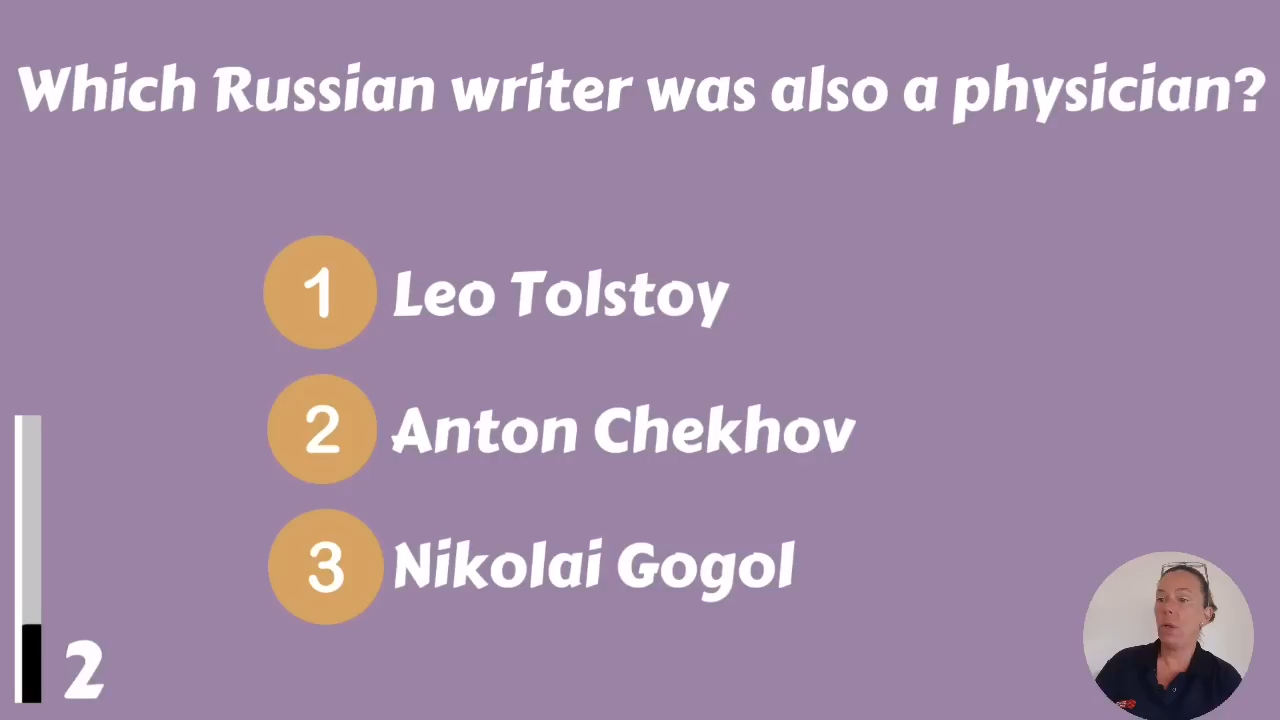 Which Russian writer was also a physician?
1 Leo Tolstoy
2 Anton Chekhov
3 Nikolai Gogol
2